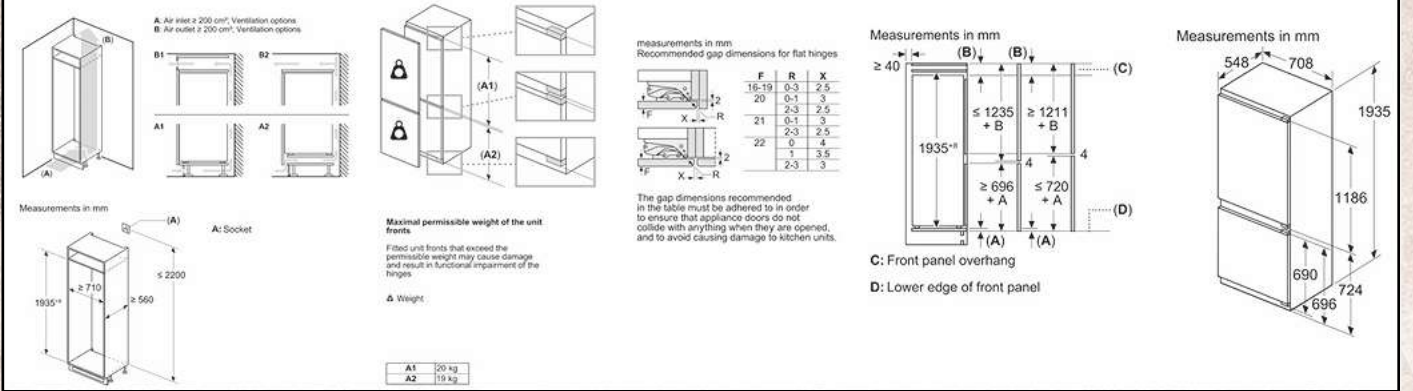 A: Air inlet ≥ 200 cm², Ventilation options
B: Air outlet ≥ 200 cm², Ventilation options
(B)
B1
B2
A1
A2
(A)
Measurements in mm
(A)
A: Socket
≤ 2200
≥ 710
≥ 560
1935⁺⁸
(A1)
(A2)
Maximal permissible weight of the unit
fronts
Fitted unit fronts that exceed the
permissible weight may cause damage
and result in functional impairment of the
hinges
Weight
A1 20 kg
A2 19 kg
measurements in mm
Recommended gap dimensions for flat hinges
F R X
16-19 0-3 2.5
20 0-1 3
2-3 2.5
21 0-1 3
2-3 2.5
22 0 4
1 3.5
2-3 3
2
F
X
R
2
F
X
R
The gap dimensions recommended
in the table must be adhered to in order
to ensure that appliance doors do not
collide with anything when they are opened,
and to avoid causing damage to kitchen units.
Measurements in mm
≥ 40
(B)
(B)
(C)
≤ 1235
+ B
≥ 1211
+ B
1935⁺⁸
4
4
≥ 696
+ A
≤ 720
+ A
(D)
(A)
(A)
C: Front panel overhang
D: Lower edge of front panel
Measurements in mm
548
708
1935
1186
690
696
724